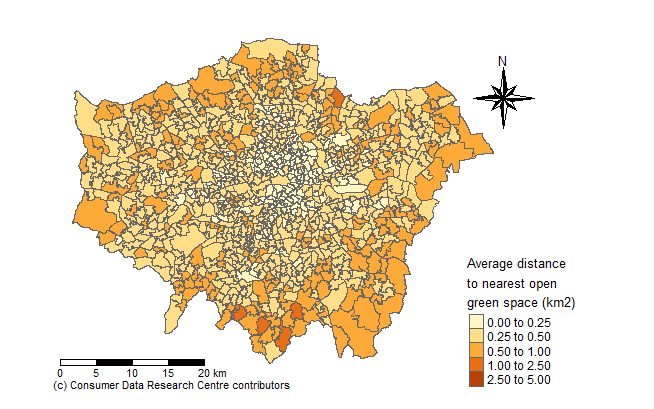 N
Average distance
to nearest open
green space (km2)
0.00 to 0.25
0.25 to 0.50
0.50 to 1.00
1.00 to 2.50
2.50 to 5.00
0 5 10 15 20 km
(c) Consumer Data Research Centre contributors